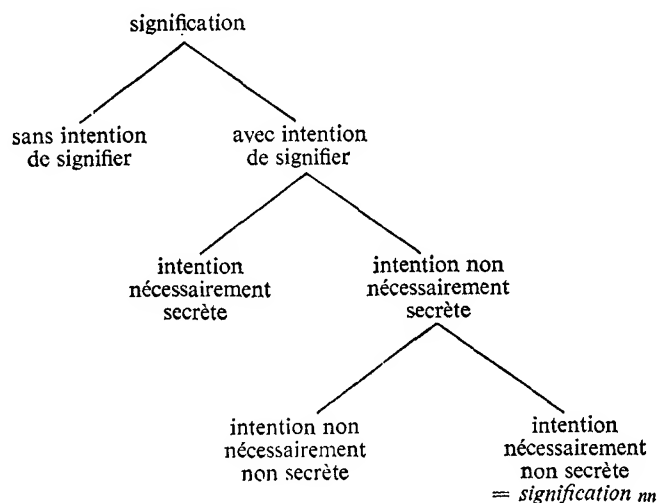 signification
sans intention
de signifier
avec intention
de signifier
intention
nécessairement
secrète
intention non
nécessairement
secrète
intention non
nécessairement
non secrète
intention
nécessairement
non secrète
= signification nn